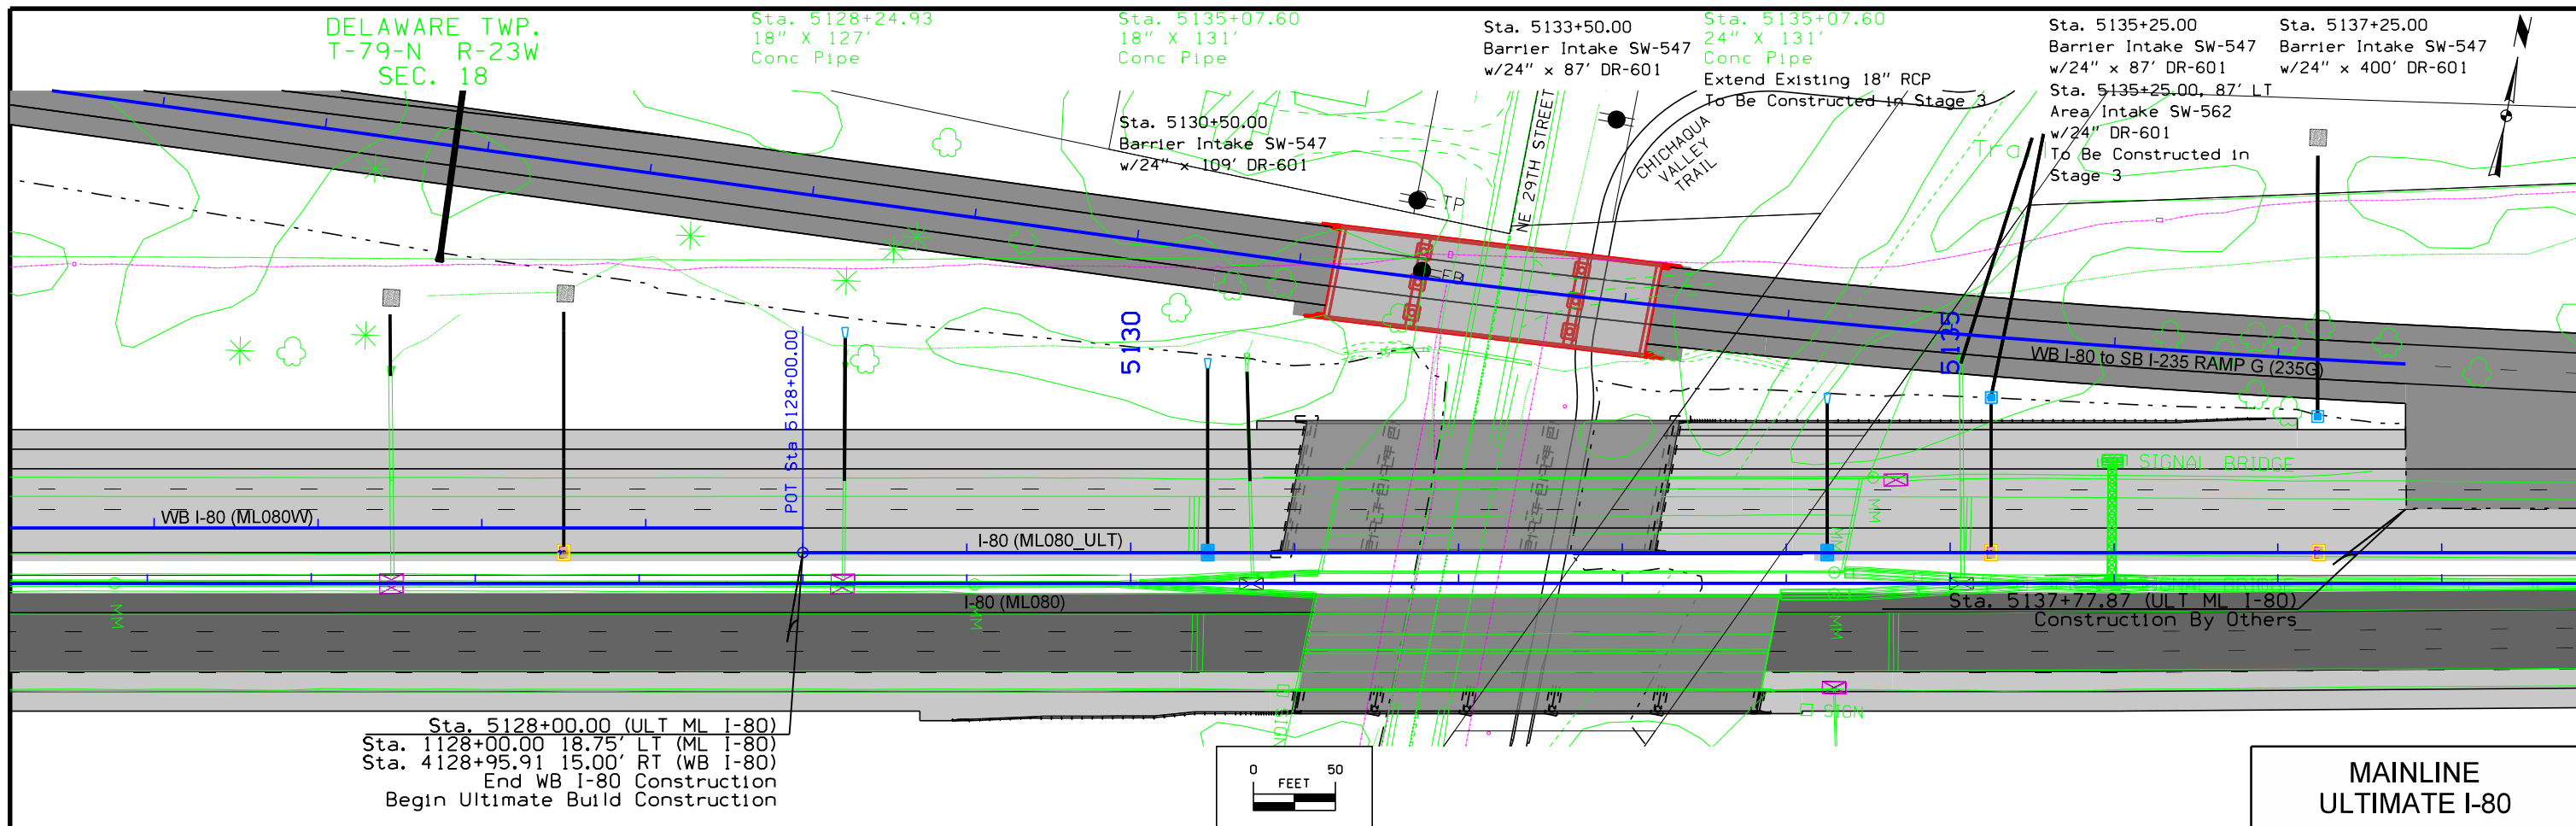 DELAWARE TWP.
T-79-N R-23W
SEC. 18
Sta. 5128+24.93
18" X 127'
Conc Pipe
Sta. 5135+07.60
18" X 131'
Conc Pipe
Sta. 5130+50.00
Barrier Intake SW-547
w/24" x 109' DR-601
Sta. 5133+50.00
Barrier Intake SW-547
w/24" x 87' DR-601
Sta. 5135+07.60
24" X 131'
Conc Pipe
Extend Existing 18" RCP
To Be Constructed in Stage 3
Sta. 5135+25.00
Barrier Intake SW-547
w/24" x 87' DR-601
Sta. 5135+25.00, 87' LT
Area Intake SW-562
w/24" DR-601
To Be Constructed in
Stage 3
Sta. 5137+25.00
Barrier Intake SW-547
w/24" x 400' DR-601
NE 29TH STREET
CHICHAQUA
VALLEY
TRAIL
TP
5130
5135
POT Sta 5128+00.00
WB I-80 to SB I-235 RAMP G (235G)
SIGNAL BRIDGE
WB I-80 (ML080W)
I-80 (ML080_ULT)
I-80 (ML080)
MM
MM
MM
MM
MM
SIGNAL BRIDGE
Sta. 5137+77.87 (ULT ML I-80)
Construction By Others
SIGN
SIGN
Sta. 5128+00.00 (ULT ML I-80)
Sta. 1128+00.00 18.75' LT (ML I-80)
Sta. 4128+95.91 15.00' RT (WB I-80)
End WB I-80 Construction
Begin Ultimate Build Construction
0 50
FEET
MAINLINE
ULTIMATE I-80